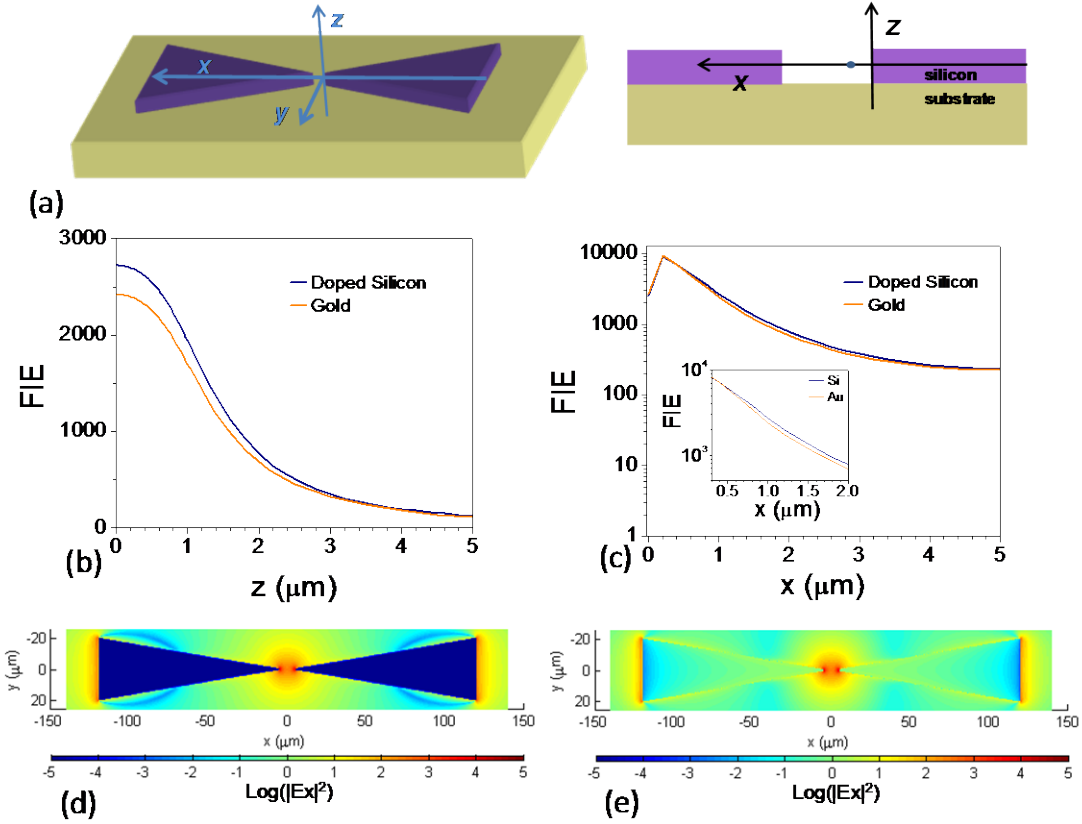 z
x
y
z
x
silicon
substrate
(a)
3000
2000
1000
0
FIE
Doped Silicon
Gold
0 1 2 3 4 5
z (μm)
(b)
10000
1000
100
10
1
FIE
Doped Silicon
Gold
10^4
10^3
FIE
Si
Au
0.5 1.0 1.5 2.0
x (μm)
0 1 2 3 4 5
x (μm)
(c)
-20
0
20
y (μm)
-150 -100 -50 0 50 100 150
x (μm)
-5 -4 -3 -2 -1 0 1 2 3 4 5
Log(|Ex|²)
(d)
-20
0
20
y (μm)
-150 -100 -50 0 50 100 150
x (μm)
-5 -4 -3 -2 -1 0 1 2 3 4 5
Log(|Ex|²)
(e)